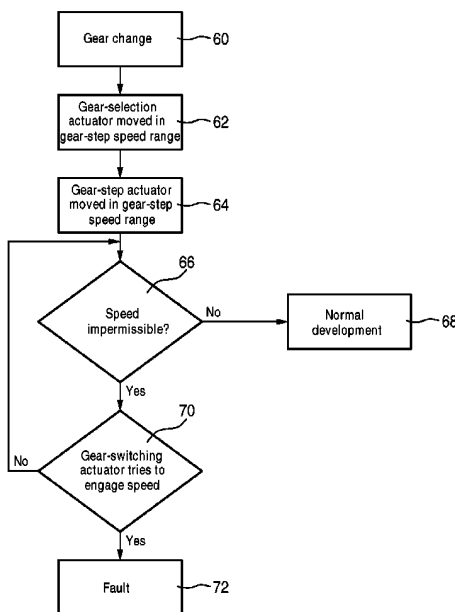 Gear change
60
Gear-selection
actuator moved in
gear-step speed range
62
Gear-step actuator
moved in gear-step
speed range
64
66
Speed
impermissible?
No
Normal
development
68
Yes
70
No
Gear-switching
actuator tries to
engage speed
Yes
Fault
72